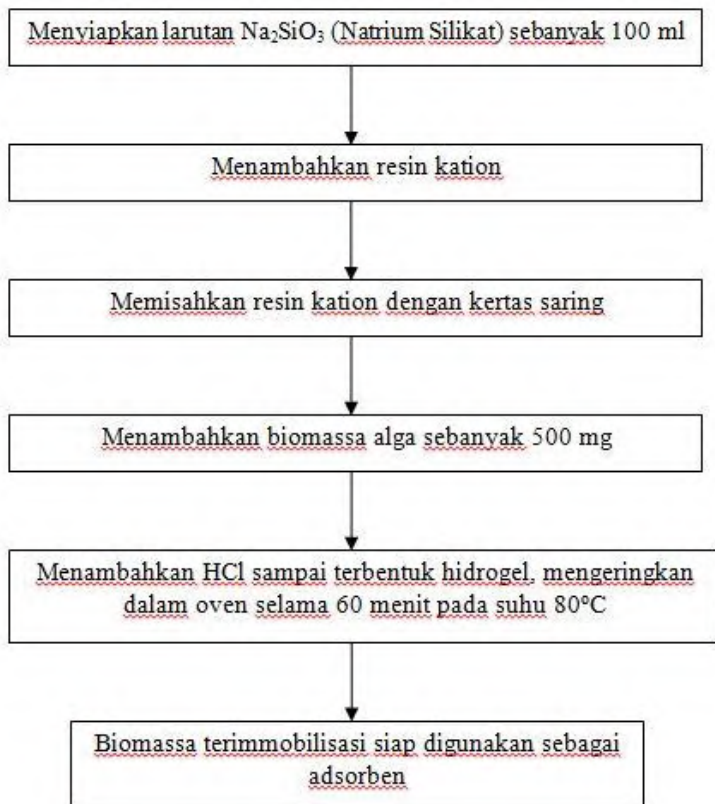 Menyiapkan larutan Na₂SiO₃ (Natrium Silikat) sebanyak 100 ml
Menambahkan resin kation
Memisahkan resin kation dengan kertas saring
Menambahkan biomassa alga sebanyak 500 mg
Menambahkan HCl sampai terbentuk hidrogel, mengeringkan
dalam oven selama 60 menit pada suhu 80°C
Biomassa terimmobilisasi siap digunakan sebagai
adsorben